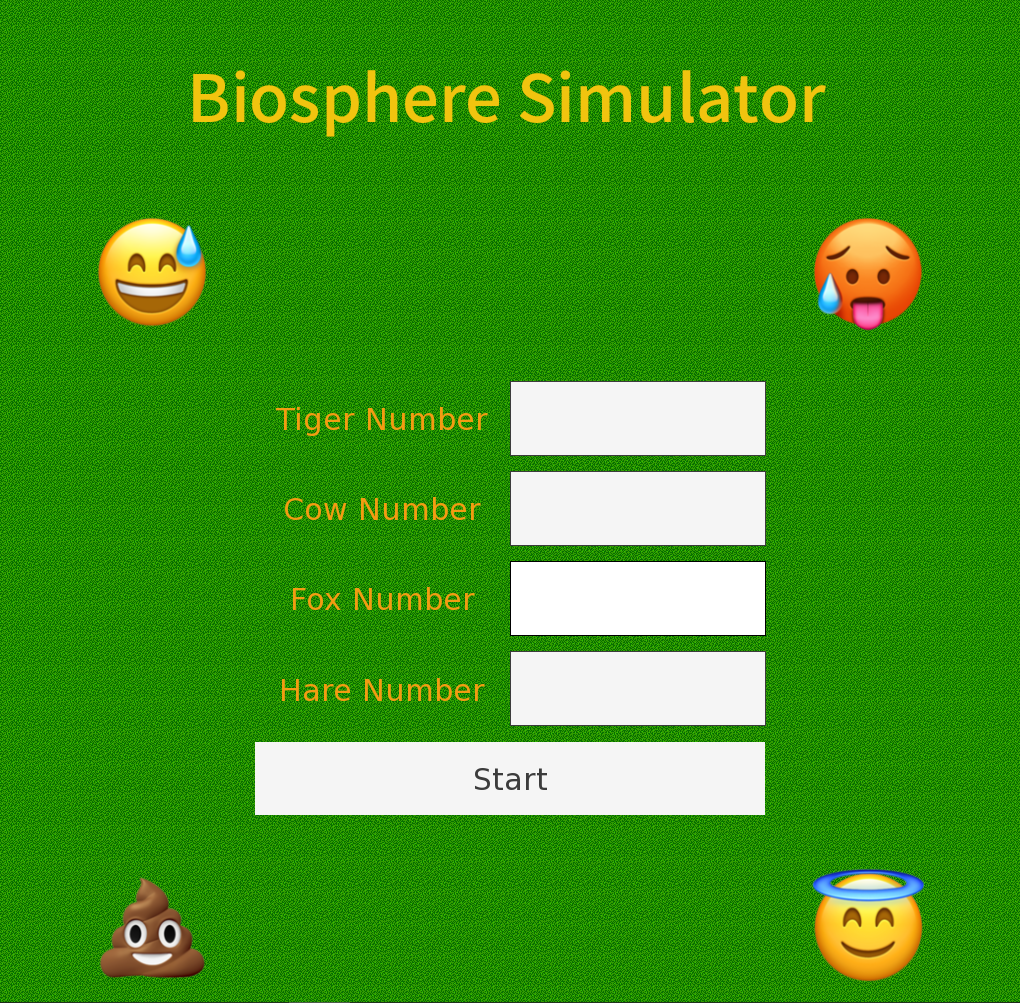 Biosphere Simulator
Tiger Number
Cow Number
Fox Number
Hare Number
Start